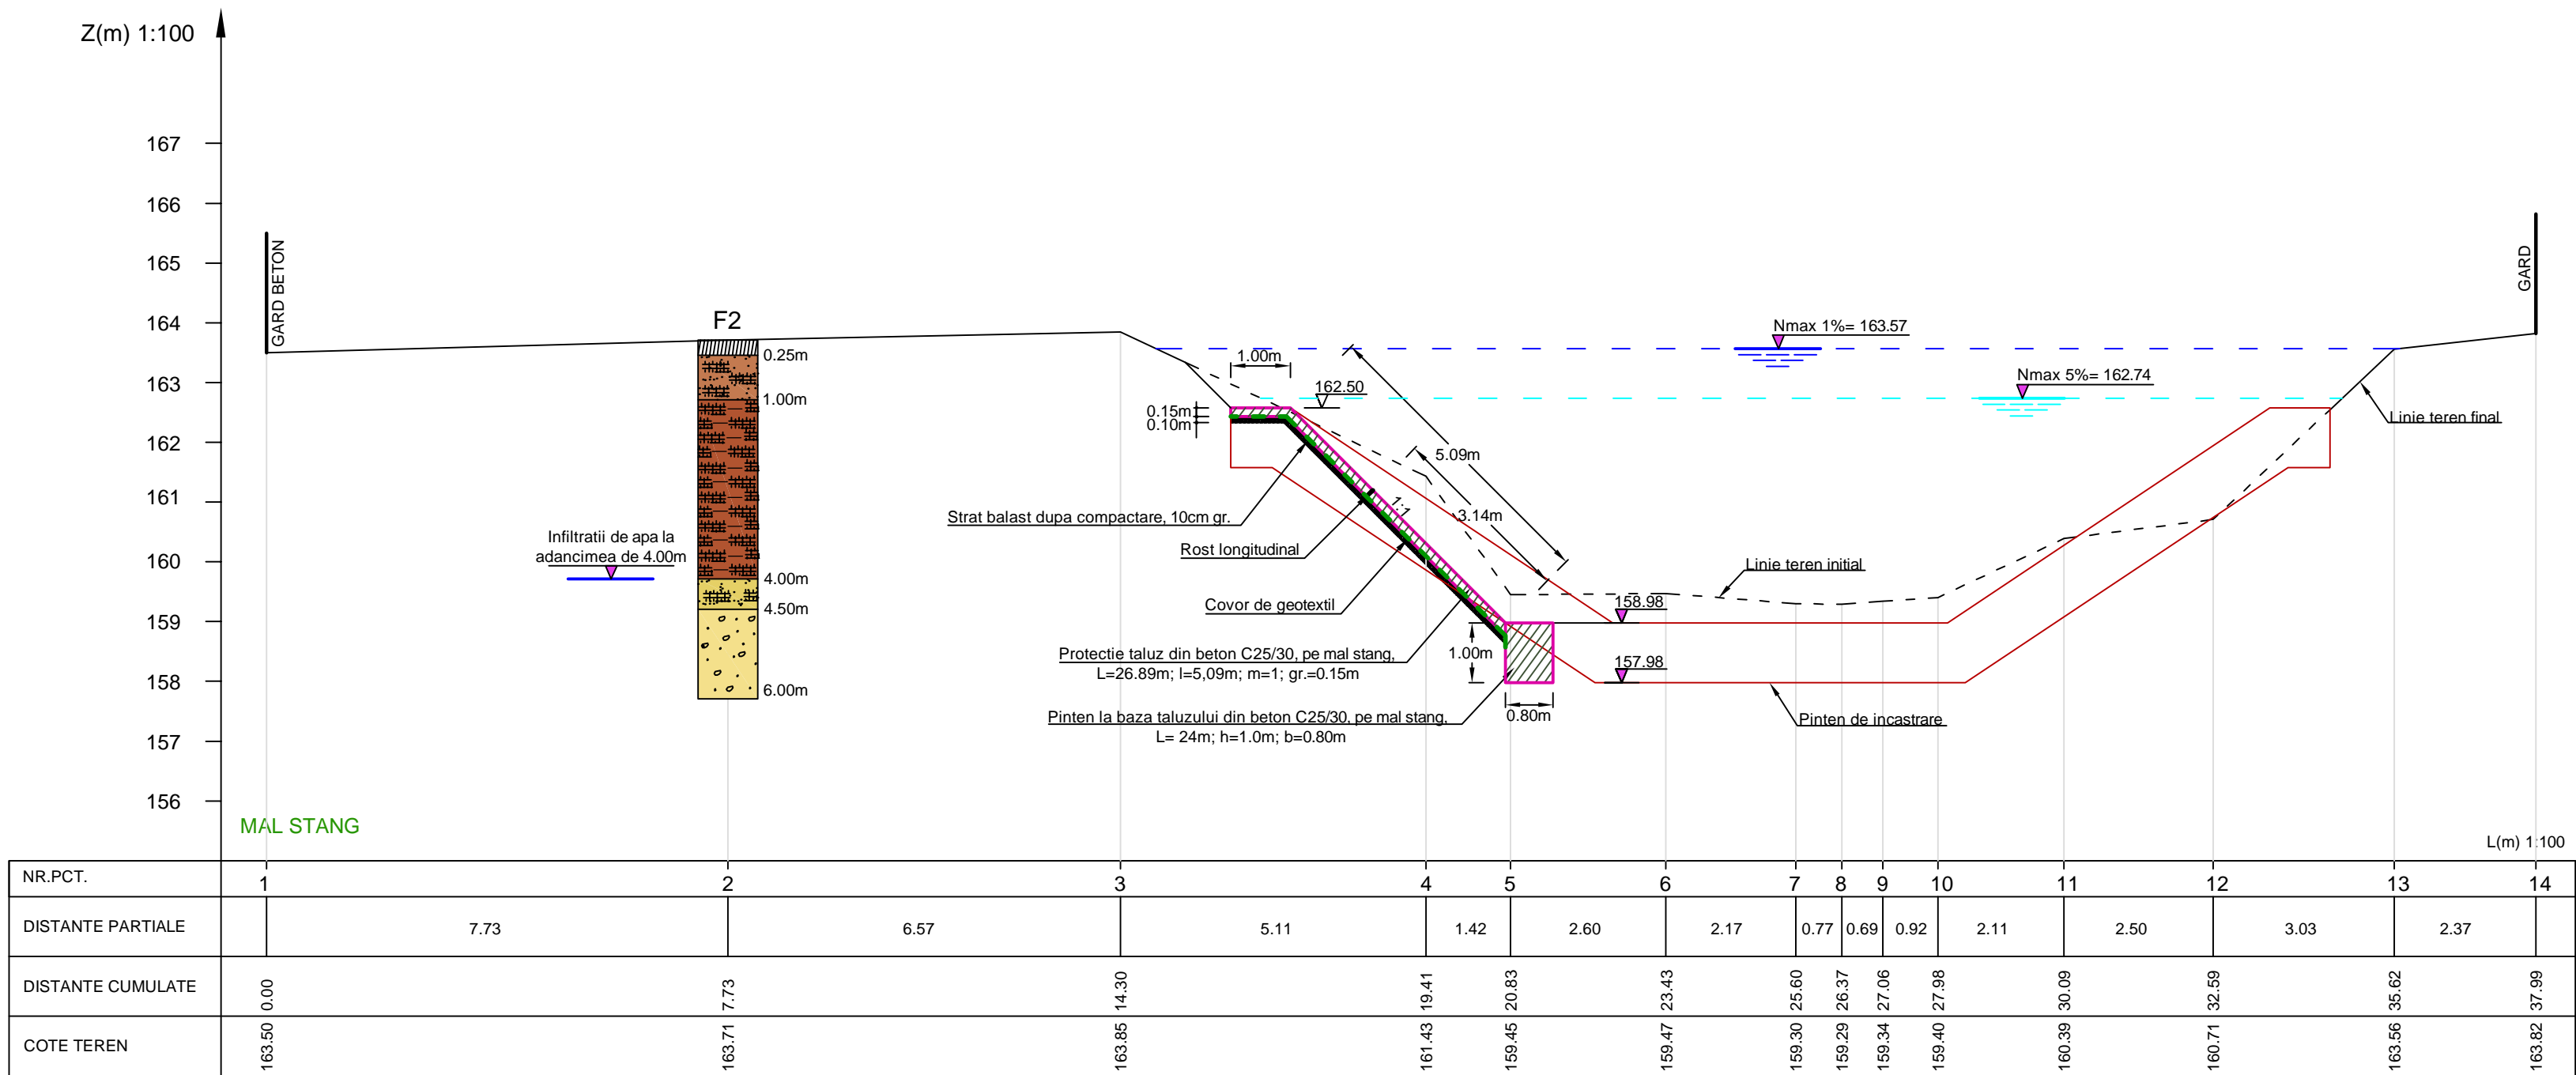 Z(m) 1:100
167
166
165
164
163
162
161
160
159
158
157
156
GARD BETON
F2
0.25m
1.00m
4.00m
4.50m
6.00m
Infiltratii de apa la
adancimea de 4.00m
MAL STANG
1.00m
162.50
0.15m
0.10m
5.09m
3.14m
1:1
Strat balast dupa compactare, 10cm gr.
Rost longitudinal
Covor de geotextil
Protectie taluz din beton C25/30, pe mal stang,
L=26.89m; l=5,09m; m=1; gr.=0.15m
Pinten la baza taluzului din beton C25/30, pe mal stang,
L= 24m; h=1.0m; b=0.80m
1.00m
0.80m
158.98
157.98
Nmax 1%= 163.57
Nmax 5%= 162.74
Linie teren final
Linie teren initial
Pinten de incastrare
GARD
L(m) 1:100
NR.PCT. 1 2 3 4 5 6 7 8 9 10 11 12 13 14
DISTANTE PARTIALE 7.73 6.57 5.11 1.42 2.60 2.17 0.77 0.69 0.92 2.11 2.50 3.03 2.37
DISTANTE CUMULATE 0.00 7.73 14.30 19.41 20.83 23.43 25.60 26.37 27.06 27.98 30.09 32.59 35.62 37.99
COTE TEREN 163.50 163.71 163.85 161.43 159.45 159.47 159.30 159.29 159.34 159.40 160.39 160.71 163.56 163.82